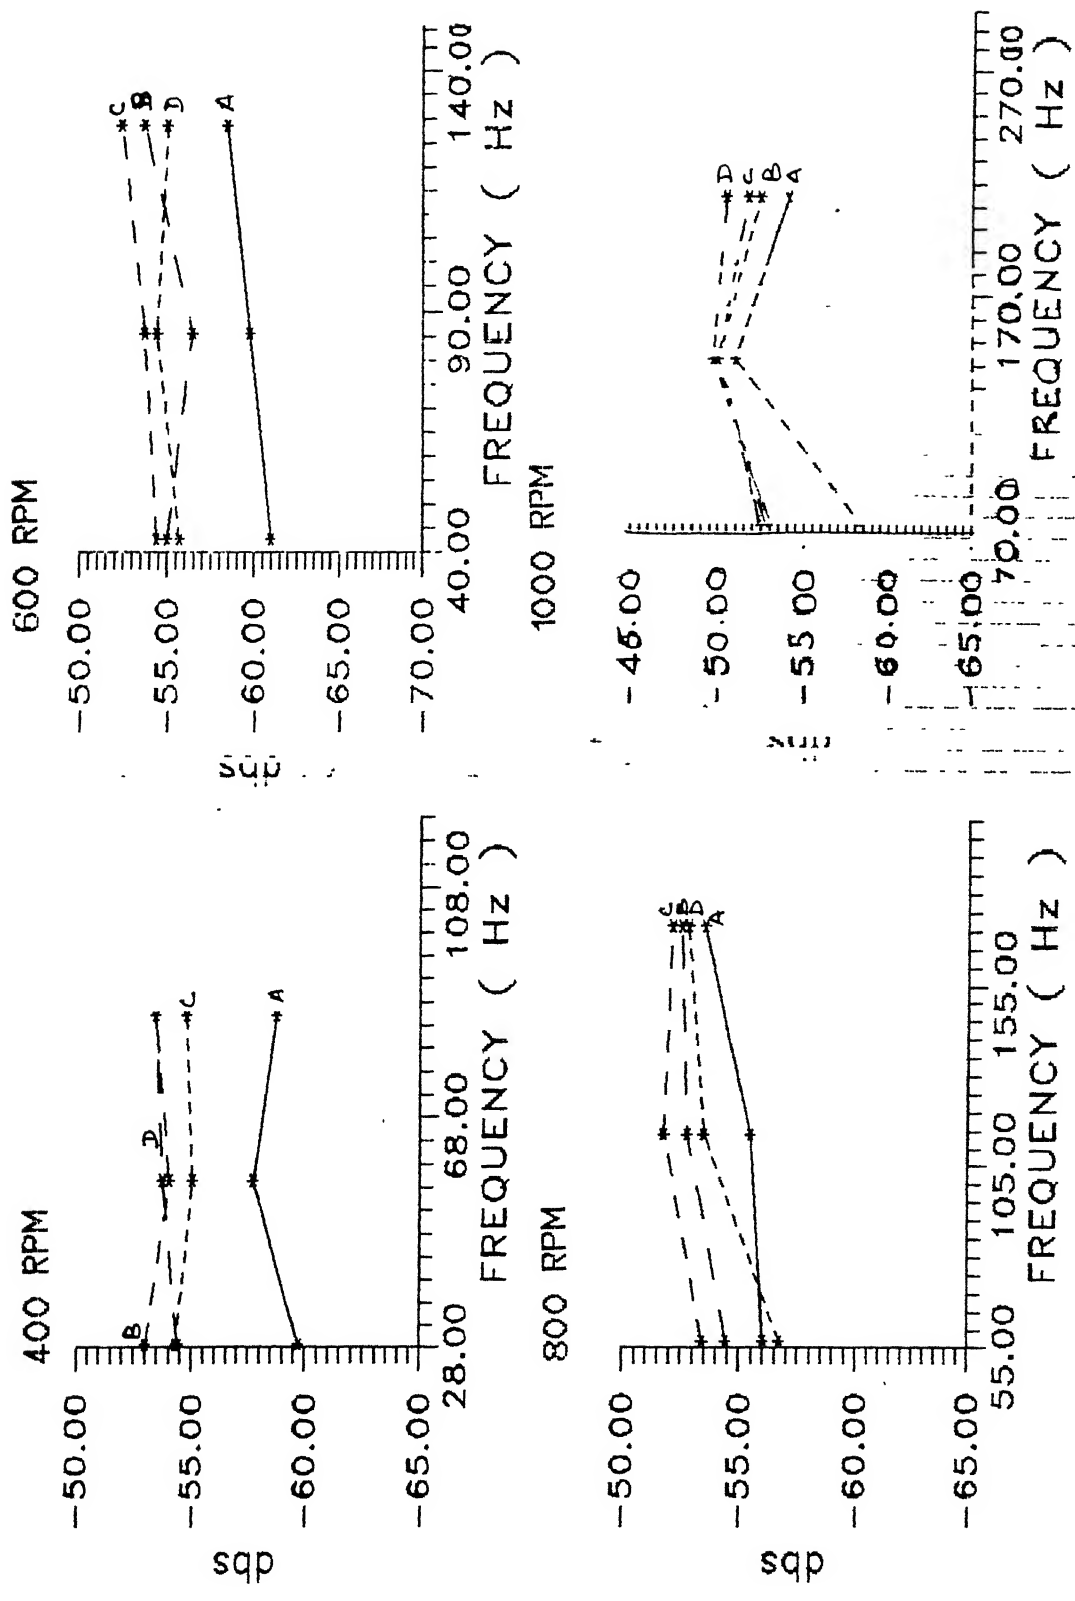 400 RPM
-50.00
-55.00
-60.00
-65.00
dbs
28.00 68.00 108.00
FREQUENCY ( Hz )
B
D
C
A
600 RPM
-50.00
-55.00
-60.00
-65.00
-70.00
40.00 90.00 140.00
FREQUENCY ( Hz )
C
B
D
A
800 RPM
-50.00
-55.00
-60.00
-65.00
dbs
55.00 105.00 155.00
FREQUENCY ( Hz )
C
B
D
A
1000 RPM
-45.00
-50.00
-55.00
-60.00
-65.00
70.00 170.00 270.00
FREQUENCY ( Hz )
D
C
B
A